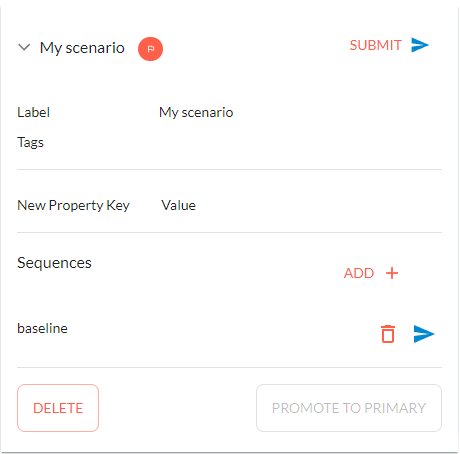 My scenario
SUBMIT
Label My scenario
Tags
New Property Key Value
Sequences
ADD +
baseline
DELETE
PROMOTE TO PRIMARY